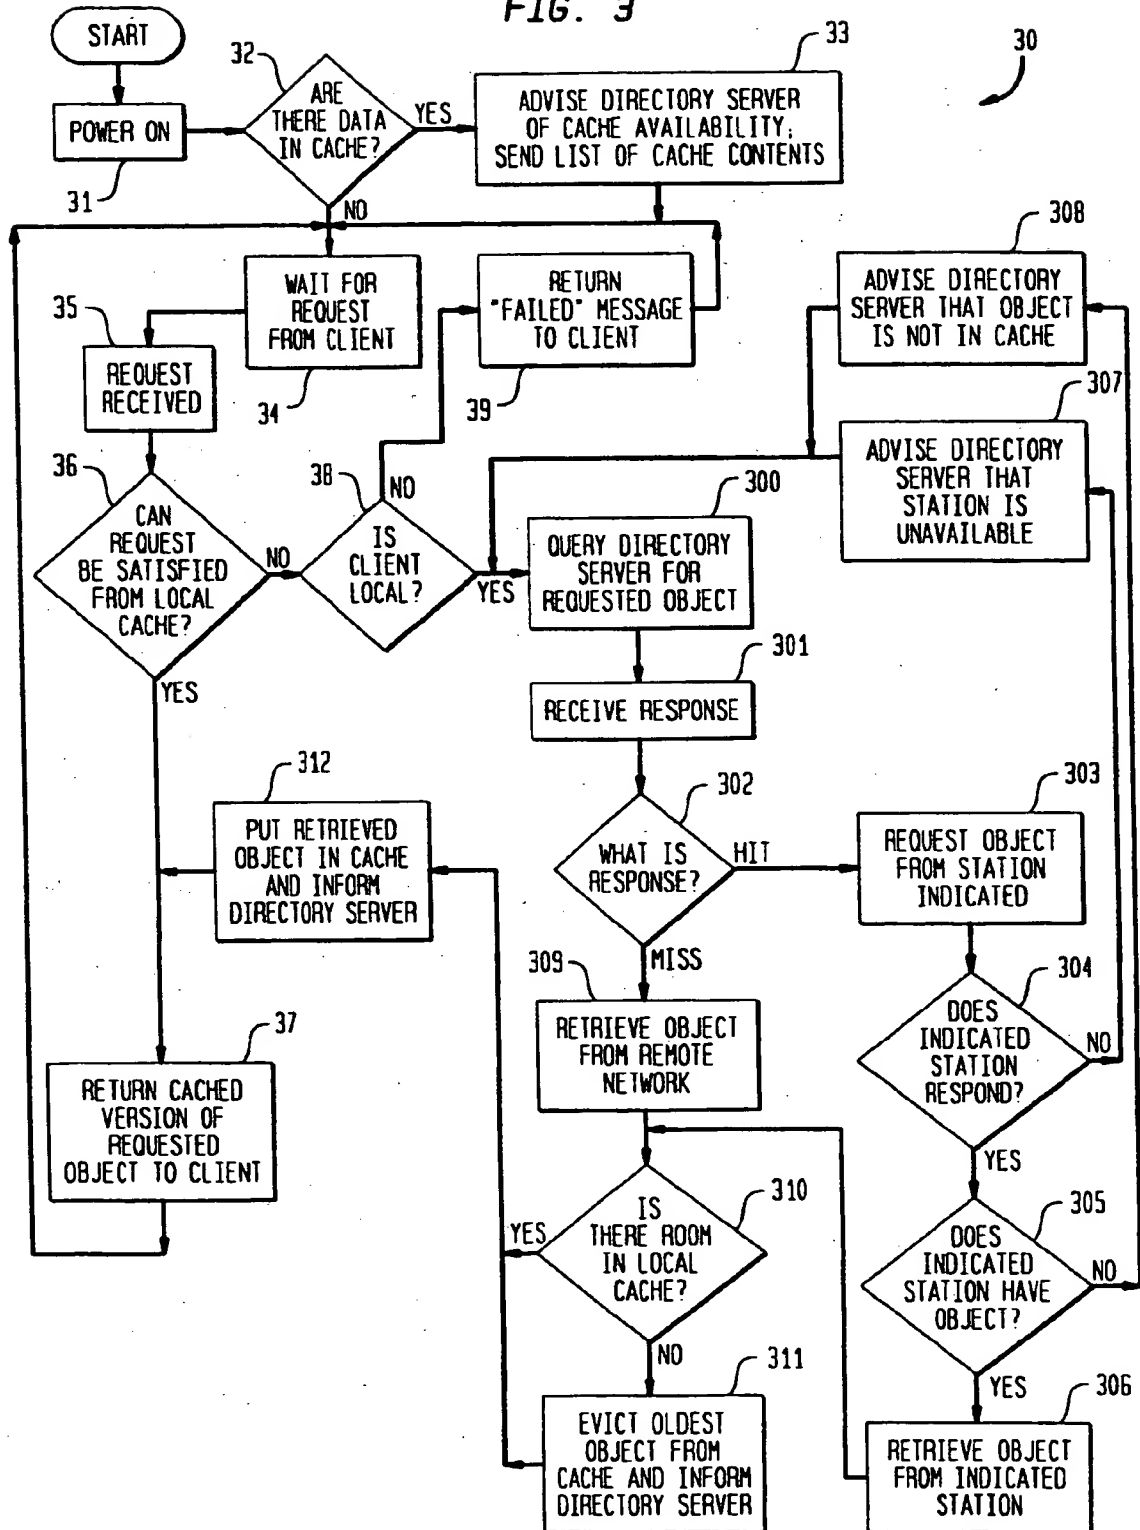 FIG. 3
START
30
33
32
ARE
THERE DATA
IN CACHE?
YES
ADVISE DIRECTORY SERVER
OF CACHE AVAILABILITY;
SEND LIST OF CACHE CONTENTS
POWER ON
31
NO
308
WAIT FOR
REQUEST
FROM CLIENT
34
RETURN
"FAILED" MESSAGE
TO CLIENT
39
ADVISE DIRECTORY
SERVER THAT OBJECT
IS NOT IN CACHE
35
REQUEST
RECEIVED
307
ADVISE DIRECTORY
SERVER THAT
STATION IS
UNAVAILABLE
36
CAN
REQUEST
BE SATISFIED
FROM LOCAL
CACHE?
NO
YES
38
NO
IS
CLIENT
LOCAL?
YES
300
QUERY DIRECTORY
SERVER FOR
REQUESTED OBJECT
301
RECEIVE RESPONSE
312
PUT RETRIEVED
OBJECT IN CACHE
AND INFORM
DIRECTORY SERVER
302
WHAT IS
RESPONSE?
HIT
MISS
303
REQUEST OBJECT
FROM STATION
INDICATED
309
RETRIEVE OBJECT
FROM REMOTE
NETWORK
304
DOES
INDICATED
STATION
RESPOND?
NO
YES
37
RETURN CACHED
VERSION OF
REQUESTED
OBJECT TO CLIENT
310
IS
THERE ROOM
IN LOCAL
CACHE?
YES
NO
305
DOES
INDICATED
STATION HAVE
OBJECT?
NO
YES
311
EVICT OLDEST
OBJECT FROM
CACHE AND INFORM
DIRECTORY SERVER
306
RETRIEVE OBJECT
FROM INDICATED
STATION